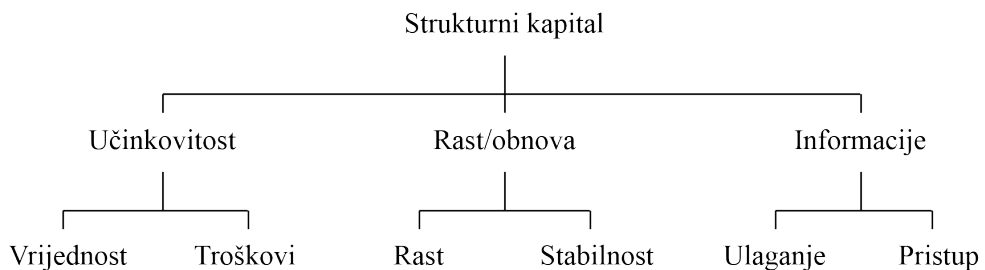 Strukturni kapital
Učinkovitost Rast/obnova Informacije
Vrijednost Troškovi Rast Stabilnost Ulaganje Pristup